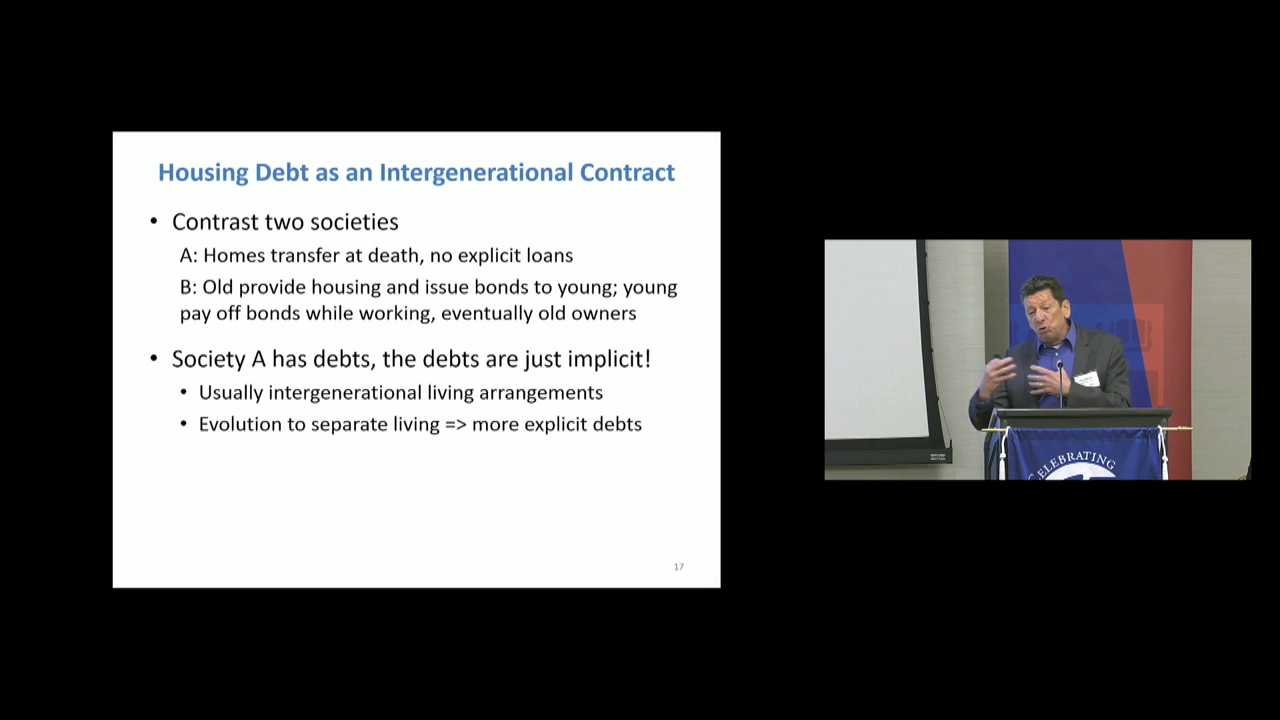 Housing Debt as an Intergenerational Contract
• Contrast two societies
A: Homes transfer at death, no explicit loans
B: Old provide housing and issue bonds to young; young
pay off bonds while working, eventually old owners
• Society A has debts, the debts are just implicit!
• Usually intergenerational living arrangements
• Evolution to separate living => more explicit debts
17
CELEBRATING